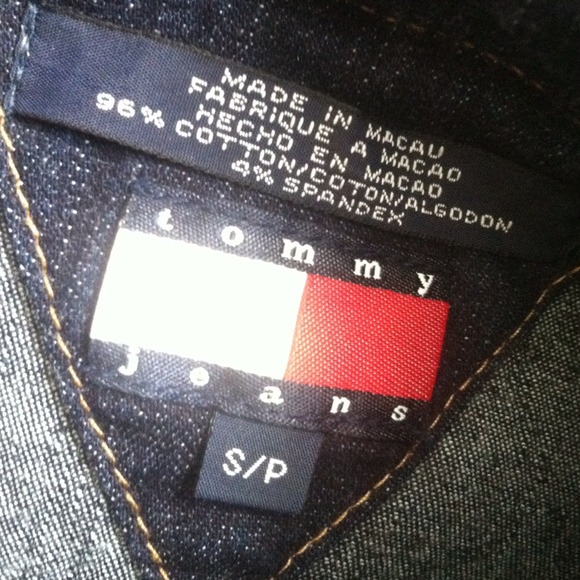 MADE IN MACAU
FABRIQUE A MACAO
HECHO EN MACAO
96% COTTON/COTON/ALGODON
4% SPANDEX
tommy
jeans
S/P